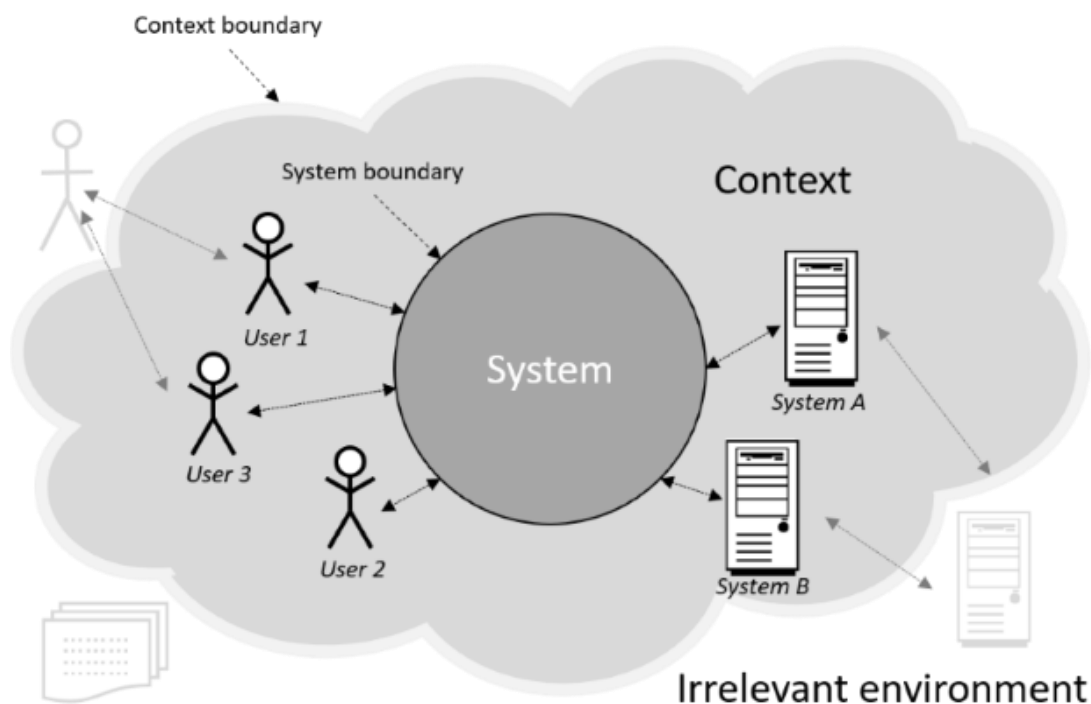 Context boundary
System boundary
Context
User 1
System
System A
User 3
User 2
System B
Irrelevant environment